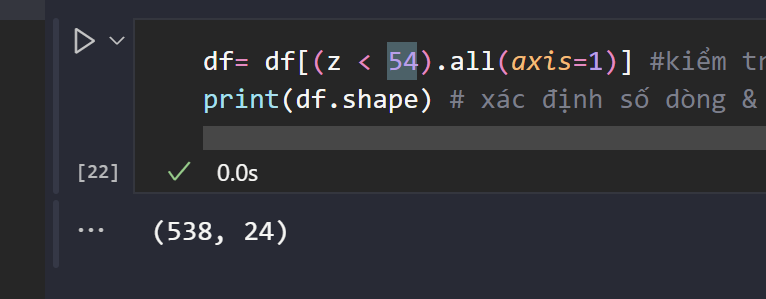 df= df[(z < 54).all(axis=1)] #kiểm
print(df.shape) # xác định số dòng &
[22]
0.0s
...
(538, 24)